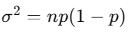 σ² = np(1 − p)